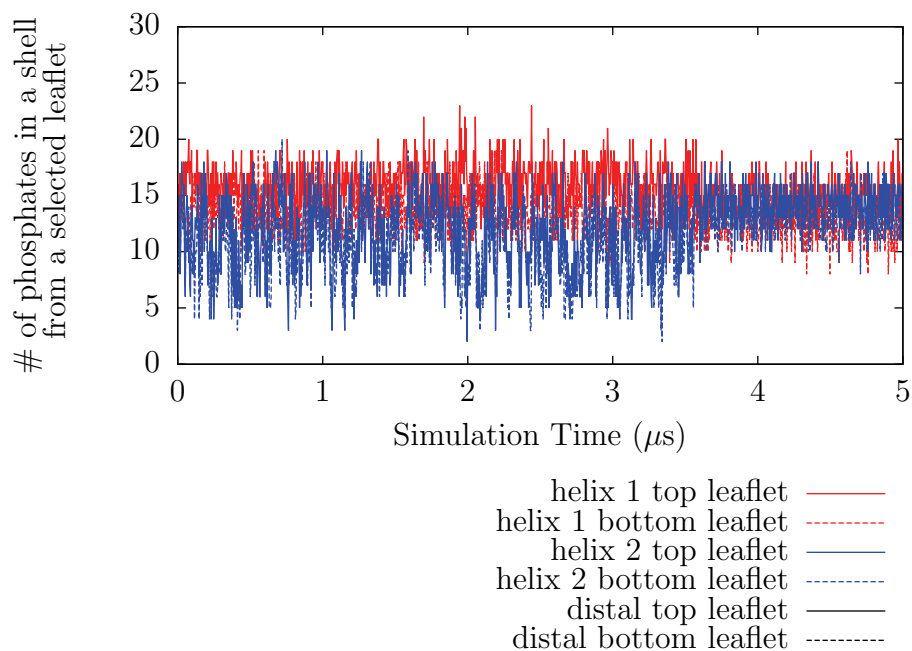 # of phosphates in a shell
from a selected leaflet
30
25
20
15
10
5
0
0 1 2 3 4 5
Simulation Time (μs)
helix 1 top leaflet
helix 1 bottom leaflet
helix 2 top leaflet
helix 2 bottom leaflet
distal top leaflet
distal bottom leaflet